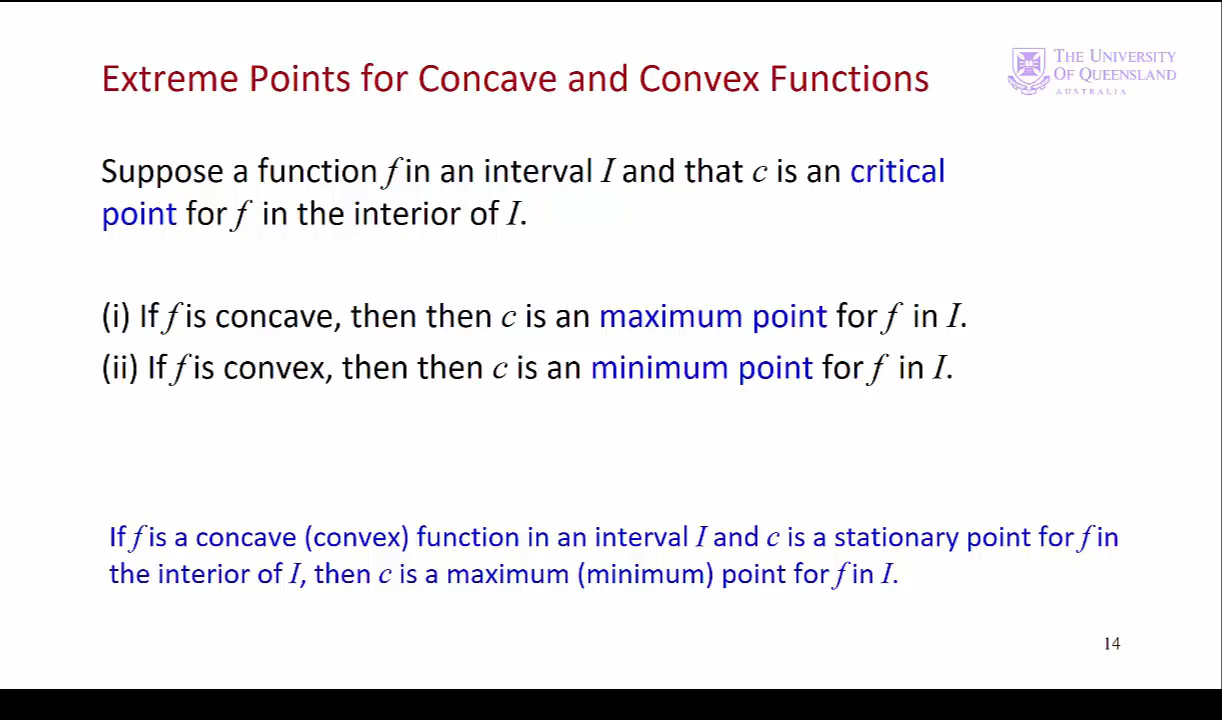 Extreme Points for Concave and Convex Functions
THE UNIVERSITY
OF QUEENSLAND
AUSTRALIA
Suppose a function f in an interval I and that c is an critical
point for f in the interior of I.
(i) If f is concave, then then c is an maximum point for f in I.
(ii) If f is convex, then then c is an minimum point for f in I.
If f is a concave (convex) function in an interval I and c is a stationary point for f in
the interior of I, then c is a maximum (minimum) point for f in I.
14